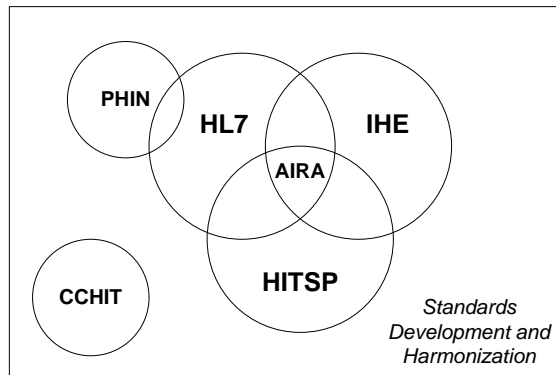 PHIN
HL7
IHE
AIRA
HITSP
CCHIT
Standards
Development and
Harmonization